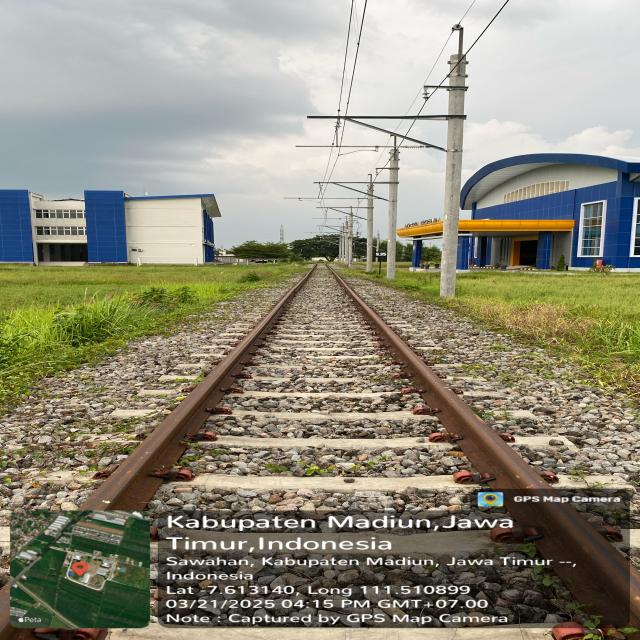 GPS Map Camera
Kabupaten Madiun,Jawa
Timur,Indonesia
Sawahan, Kabupaten Madiun, Jawa Timur --,
Indonesia
Lat -7.613140, Long 111.510899
03/21/2025 04:15 PM GMT+07.00
Note : Captured by GPS Map Camera
Peta